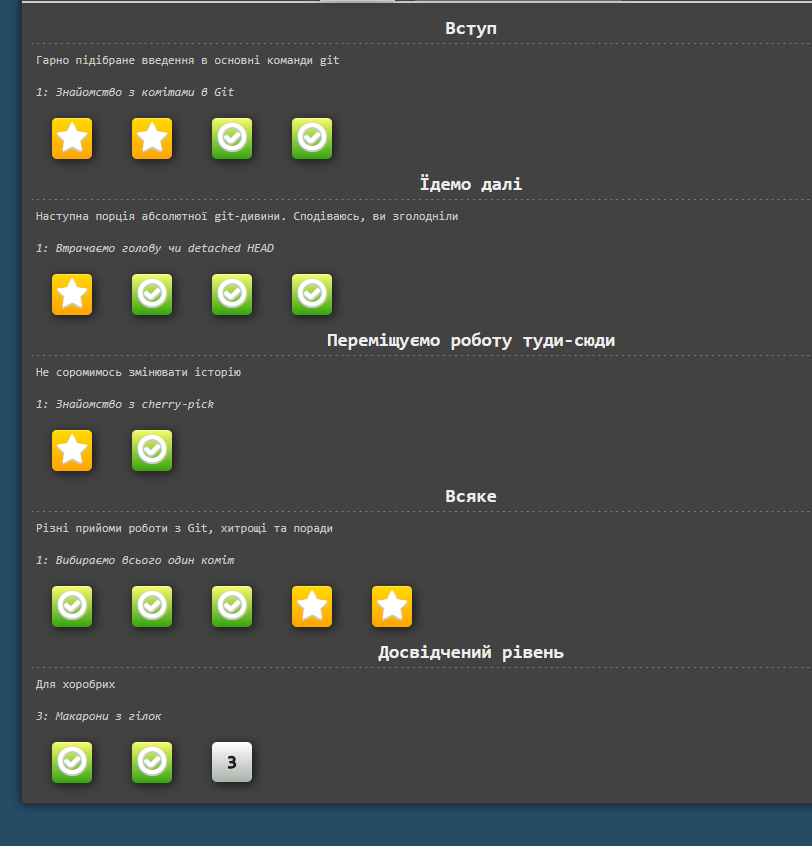 Вступ
Гарно підібране введення в основні команди git
1: Знайомство з комітами в Git
Їдемо далі
Наступна порція абсолютної git-дивини. Сподіваюсь, ви зголодніли
1: Втрачаємо голову чи detached HEAD
Переміщуємо роботу туди-сюди
Не соромимось змінювати історію
1: Знайомство з cherry-pick
Всяке
Різні прийоми роботи з Git, хитрощі та поради
1: Вибираємо всього один коміт
Досвідчений рівень
Для хоробрих
3: Макарони з гілок
3